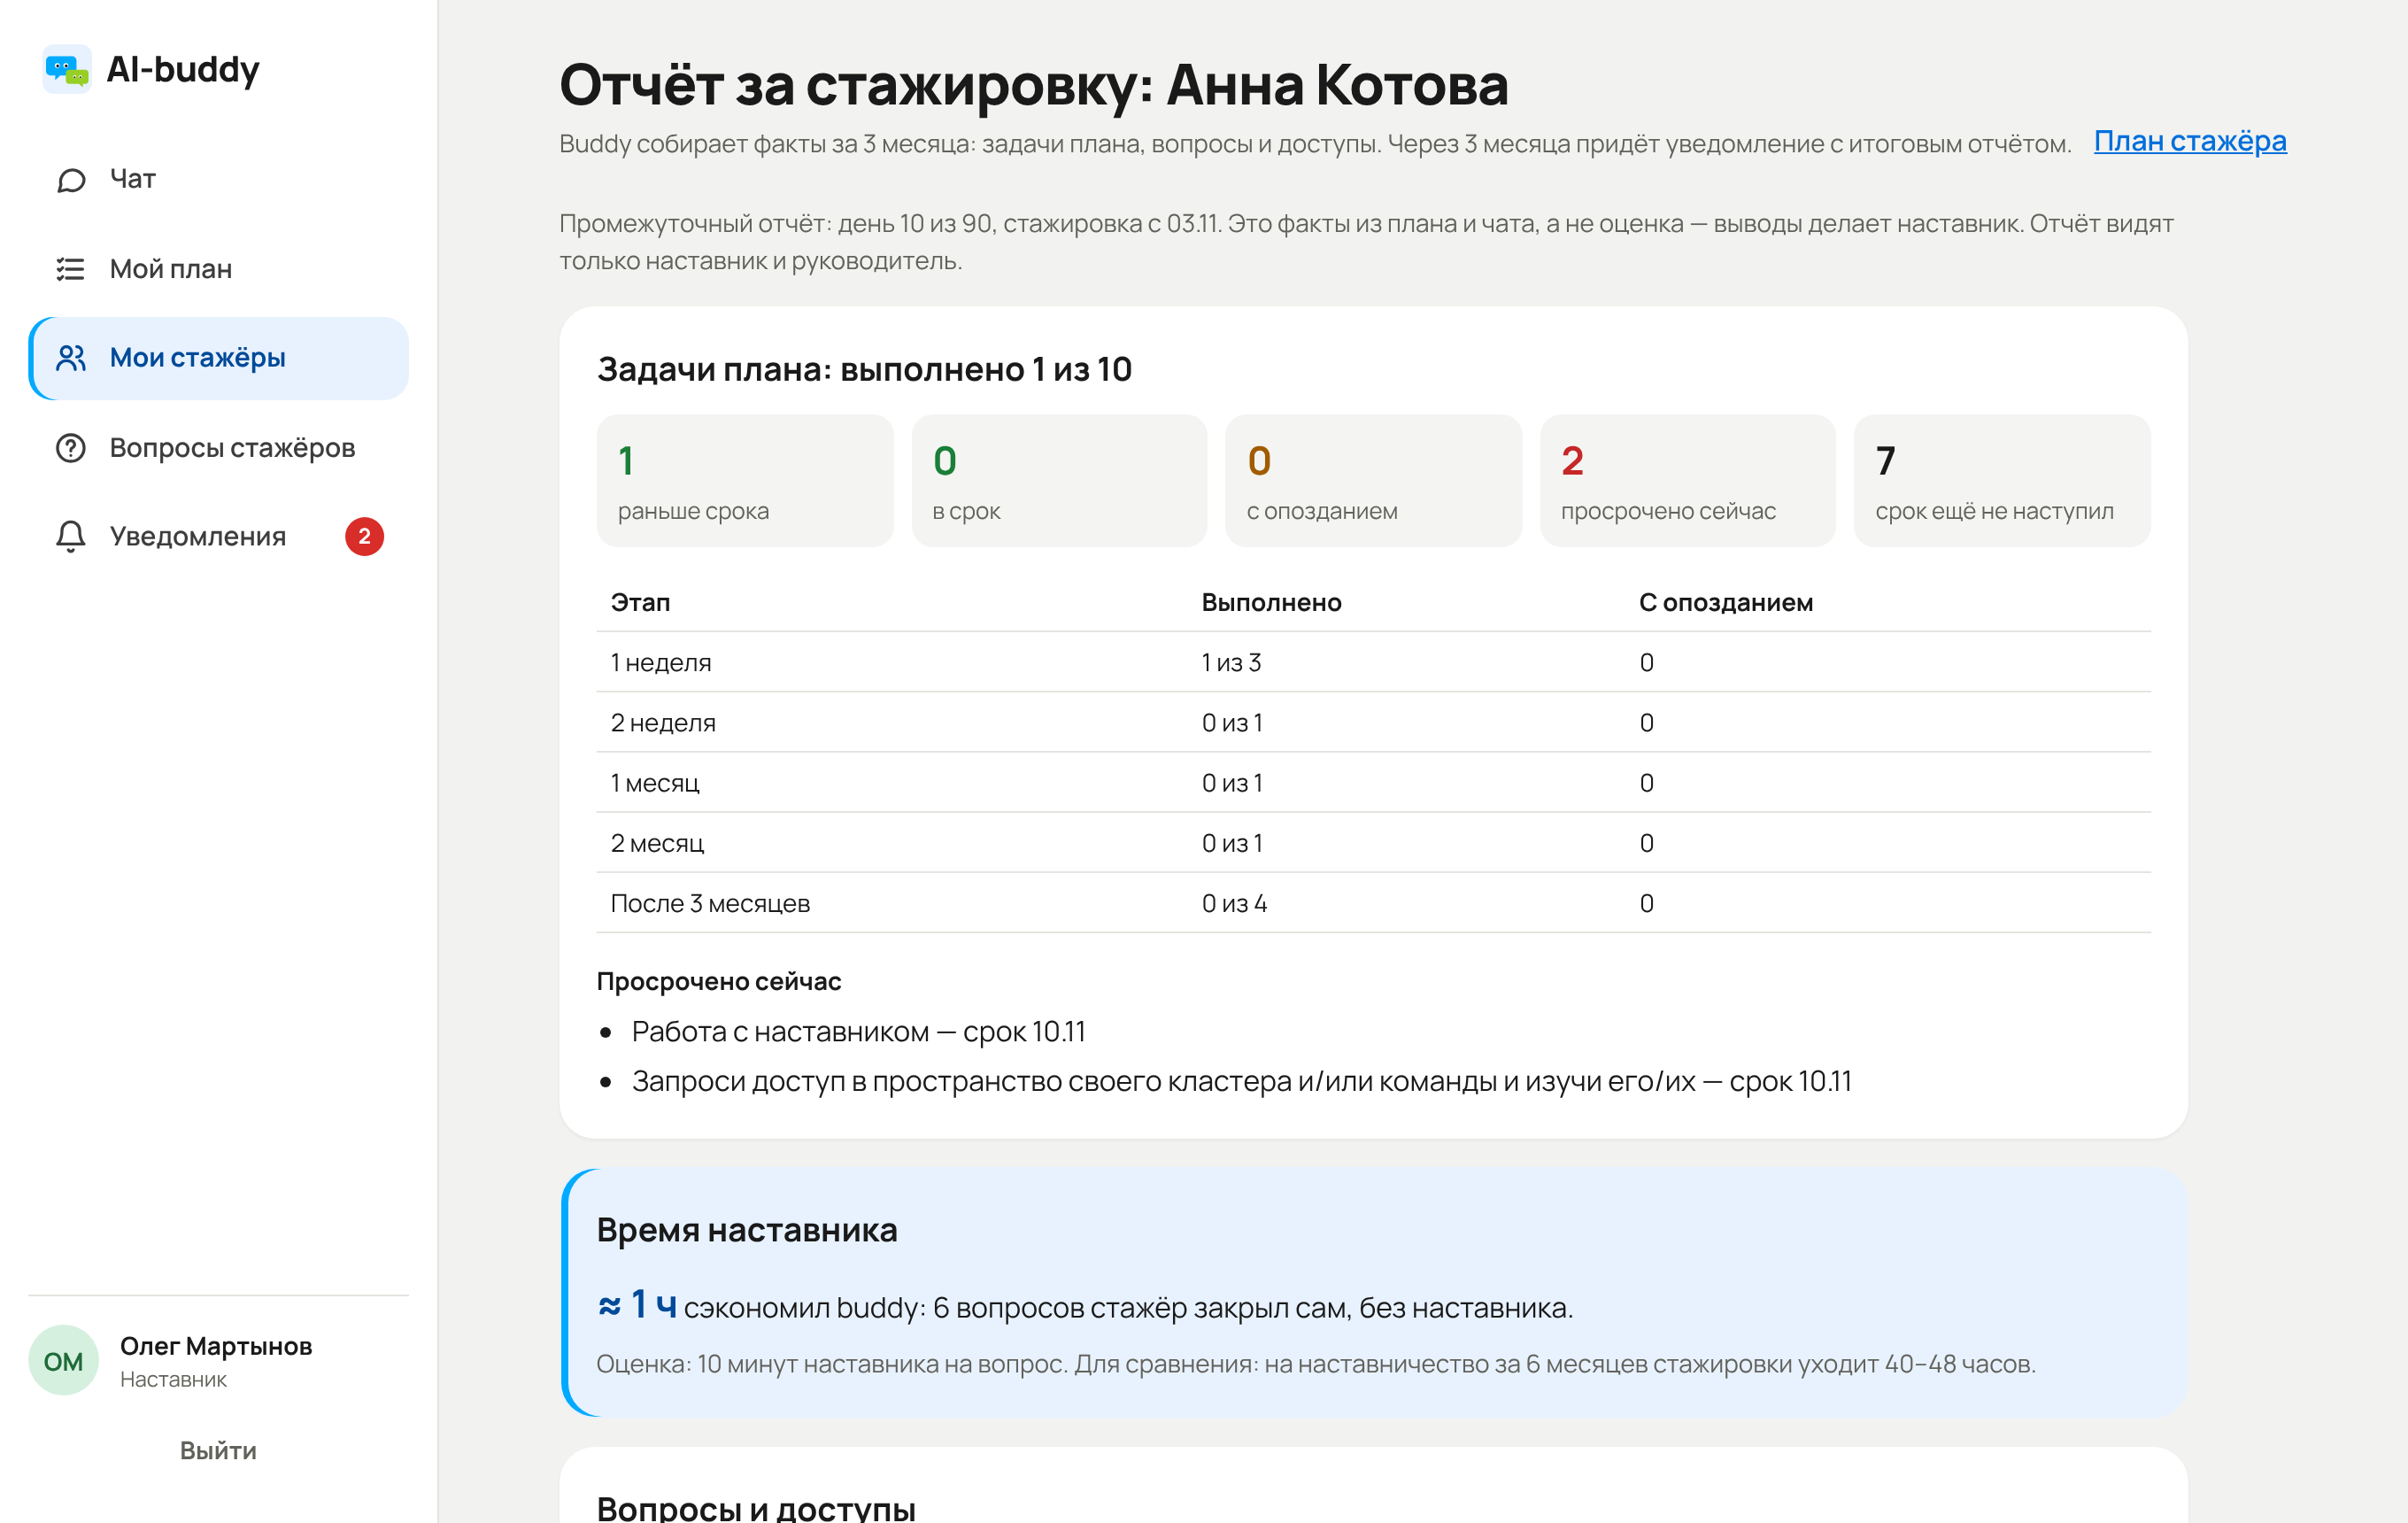 AI-buddy
Чат
Мой план
Мои стажёры
Вопросы стажёров
Уведомления 2
ОМ
Олег Мартынов
Наставник
Выйти
Отчёт за стажировку: Анна Котова
Buddy собирает факты за 3 месяца: задачи плана, вопросы и доступы. Через 3 месяца придёт уведомление с итоговым отчётом. План стажёра
Промежуточный отчёт: день 10 из 90, стажировка с 03.11. Это факты из плана и чата, а не оценка — выводы делает наставник. Отчёт видят
только наставник и руководитель.
Задачи плана: выполнено 1 из 10
1 0 0 2 7
раньше срока в срок с опозданием просрочено сейчас срок ещё не наступил
Этап Выполнено С опозданием
1 неделя 1 из 3 0
2 неделя 0 из 1 0
1 месяц 0 из 1 0
2 месяц 0 из 1 0
После 3 месяцев 0 из 4 0
Просрочено сейчас
• Работа с наставником — срок 10.11
• Запроси доступ в пространство своего кластера и/или команды и изучи его/их — срок 10.11
Время наставника
≈ 1 ч сэкономил buddy: 6 вопросов стажёр закрыл сам, без наставника.
Оценка: 10 минут наставника на вопрос. Для сравнения: на наставничество за 6 месяцев стажировки уходит 40–48 часов.
Вопросы и доступы